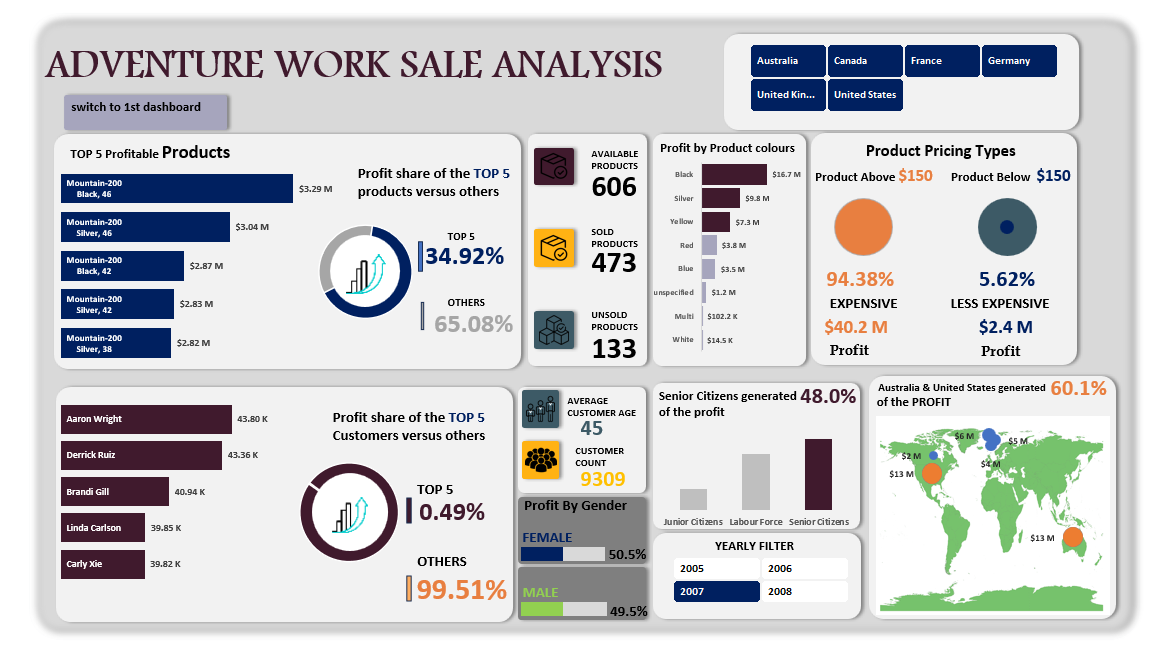 ADVENTURE WORK SALE ANALYSIS
switch to 1st dashboard
Australia
Canada
France
Germany
United Kin...
United States
TOP 5 Profitable Products
Mountain-200
Black, 46
$3.29 M
Mountain-200
Silver, 46
$3.04 M
Mountain-200
Black, 42
$2.87 M
Mountain-200
Silver, 42
$2.83 M
Mountain-200
Silver, 38
$2.82 M
Profit share of the TOP 5
products versus others
TOP 5
34.92%
OTHERS
65.08%
AVAILABLE
PRODUCTS
606
SOLD
PRODUCTS
473
UNSOLD
PRODUCTS
133
Profit by Product colours
Black
$16.7 M
Silver
$9.8 M
Yellow
$7.3 M
Red
$3.8 M
Blue
$3.5 M
unspecified
$1.2 M
Multi
$102.2 K
White
$14.5 K
Product Pricing Types
Product Above $150
94.38%
EXPENSIVE
$40.2 M
Profit
Product Below $150
5.62%
LESS EXPENSIVE
$2.4 M
Profit
Aaron Wright
43.80 K
Derrick Ruiz
43.36 K
Brandi Gill
40.94 K
Linda Carlson
39.85 K
Carly Xie
39.82 K
Profit share of the TOP 5
Customers versus others
TOP 5
0.49%
OTHERS
99.51%
AVERAGE
CUSTOMER AGE
45
CUSTOMER
COUNT
9309
Profit By Gender
FEMALE
50.5%
MALE
49.5%
Senior Citizens generated 48.0%
of the profit
Junior Citizens
Labour Force
Senior Citizens
YEARLY FILTER
2005
2006
2007
2008
Australia & United States generated 60.1%
of the PROFIT
$6 M
$5 M
$2 M
$4 M
$13 M
$13 M